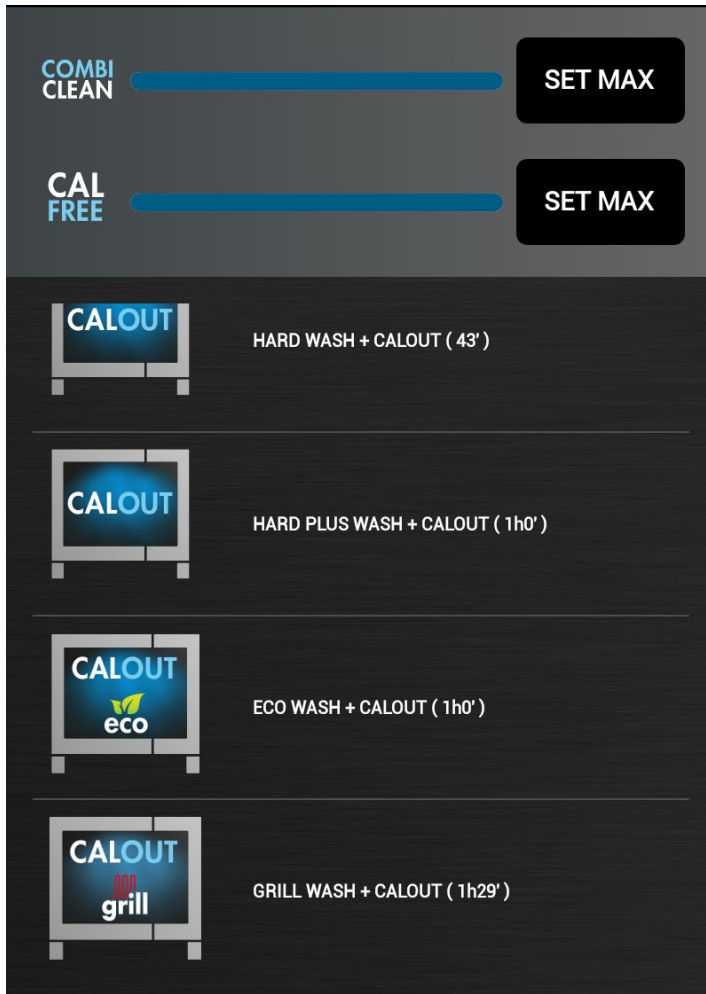 COMBI
CLEAN
SET MAX
CAL
FREE
SET MAX
CALOUT
HARD WASH + CALOUT ( 43' )
CALOUT
HARD PLUS WASH + CALOUT ( 1h0' )
CALOUT
eco
ECO WASH + CALOUT ( 1h0' )
CALOUT
grill
GRILL WASH + CALOUT ( 1h29' )